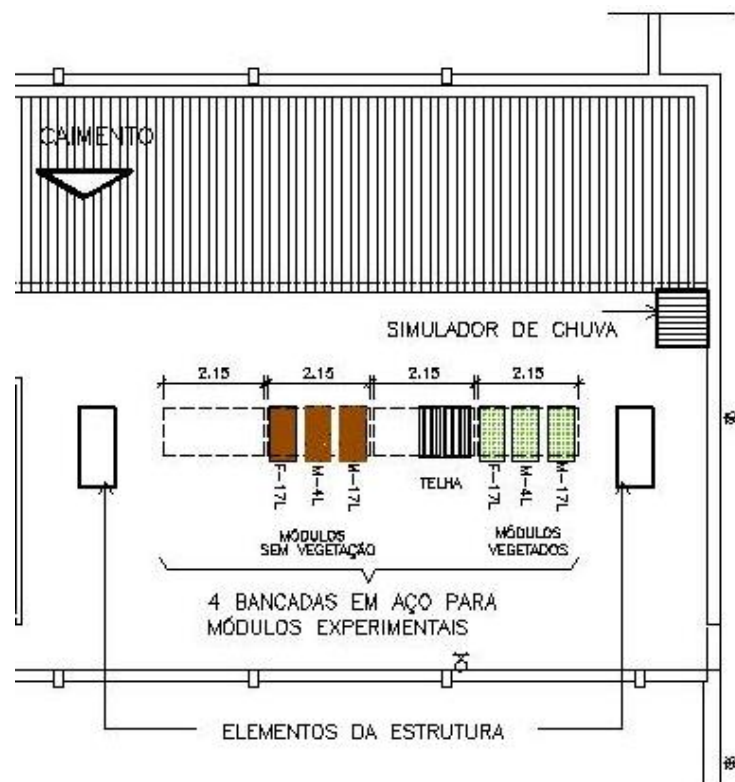 CAIMENTO
SIMULADOR DE CHUVA
2.15 2.15 2.15 2.15
F-17L M-4L M-17L TELHA F-17L M-4L M-17L
MÓDULOS
SEM VEGETAÇÃO
MÓDULOS
VEGETADOS
4 BANCADAS EM AÇO PARA
MÓDULOS EXPERIMENTAIS
ELEMENTOS DA ESTRUTURA